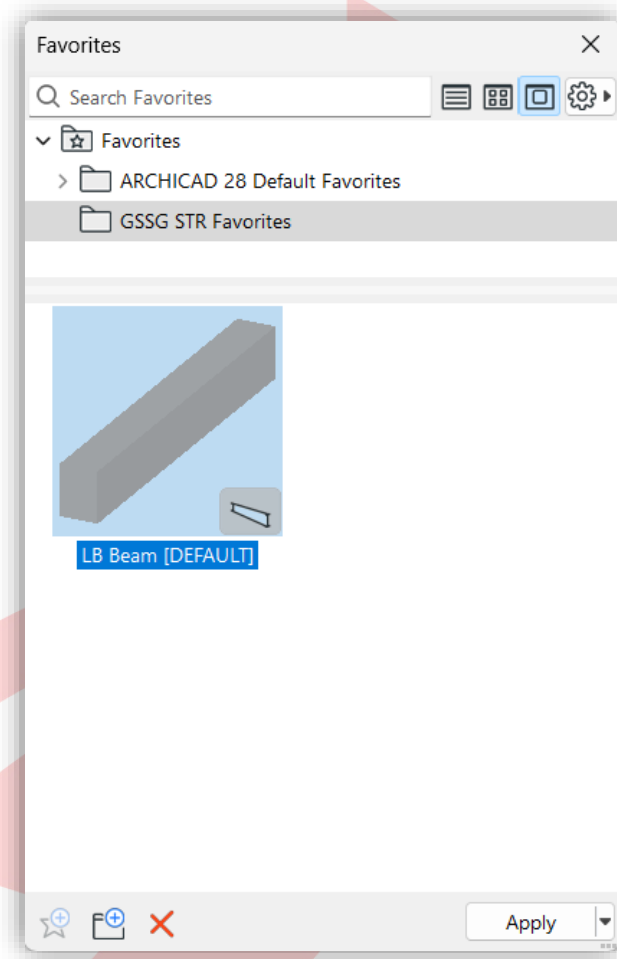 Favorites
Search Favorites
Favorites
ARCHICAD 28 Default Favorites
GSSG STR Favorites
LB Beam [DEFAULT]
Apply